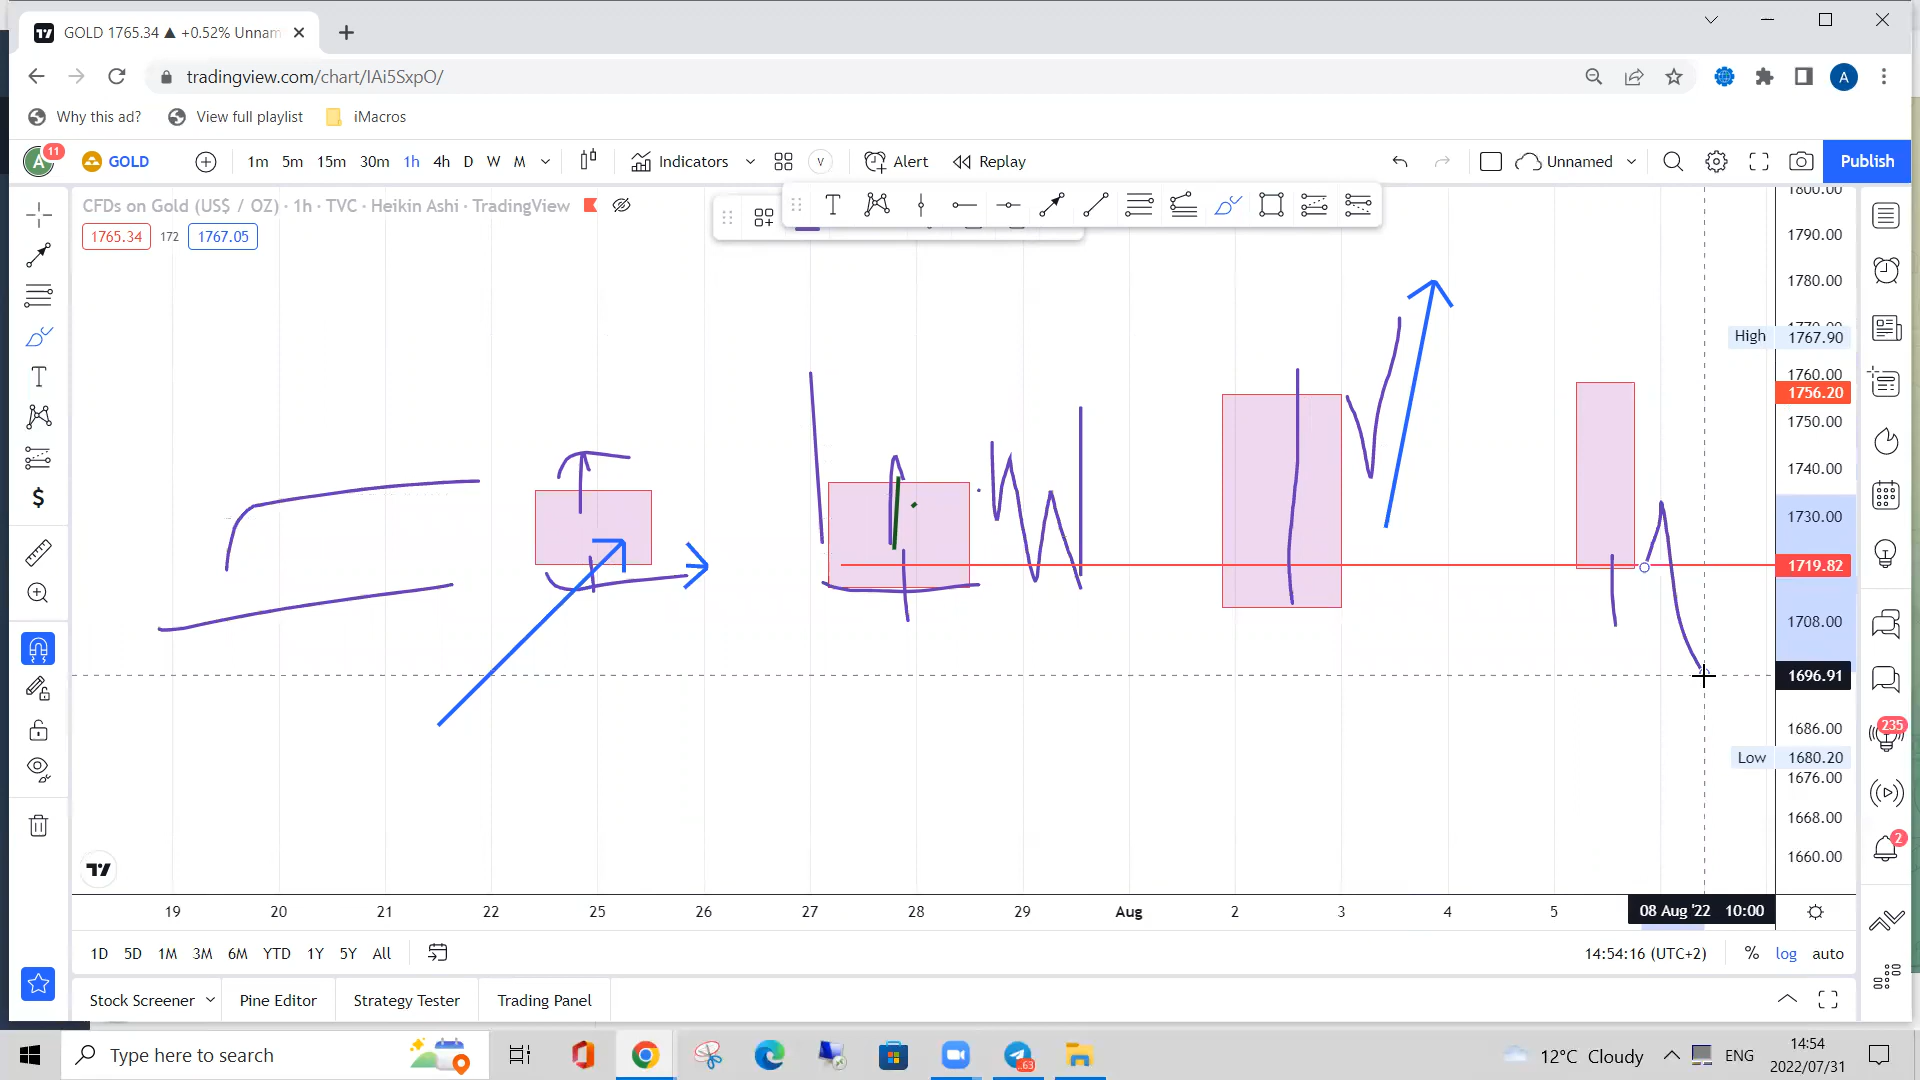 GOLD 1765.34 ▲ +0.52% Unnam
tradingview.com/chart/IAi5SxpO/
A
Why this ad?
View full playlist
iMacros
A
11
GOLD
1m 5m 15m 30m 1h 4h D W M
Indicators
V
Alert
Replay
Unnamed
Publish
CFDs on Gold (US$ / OZ) · 1h · TVC · Heikin Ashi · TradingView
1765.34
172
1767.05
T
T
$
1800.00
1790.00
1780.00
High 1767.90
1760.00
1756.20
1750.00
1740.00
1730.00
1719.82
1708.00
1696.91
1686.00
Low 1680.20
1676.00
1668.00
1660.00
235
2
19 20 21 22 25 26 27 28 29 Aug 2 3 4 5
08 Aug '22 10:00
1D 5D 1M 3M 6M YTD 1Y 5Y All
14:54:16 (UTC+2)
% log auto
Stock Screener
Pine Editor
Strategy Tester
Trading Panel
Type here to search
63
12°C Cloudy
ENG
14:54
2022/07/31